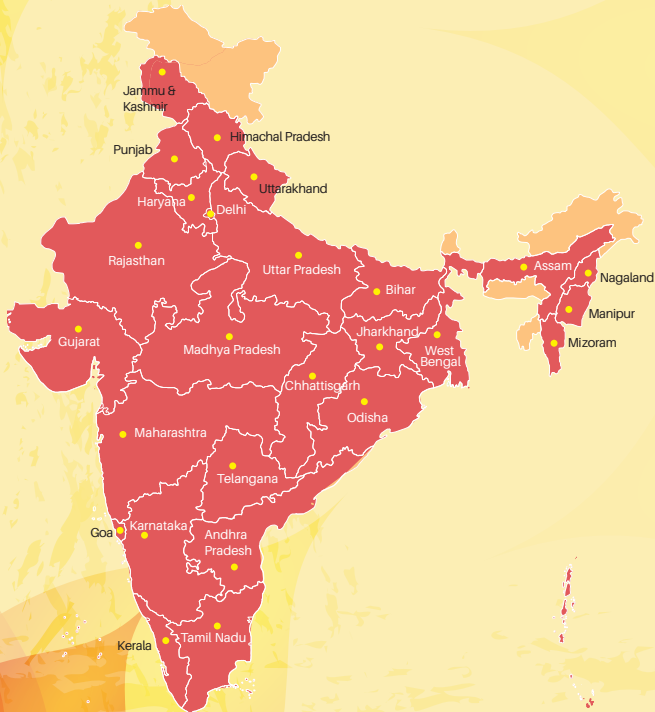 Jammu &
Kashmir
Himachal Pradesh
Punjab
Uttarakhand
Haryana
Delhi
Rajasthan
Uttar Pradesh
Assam
Nagaland
Bihar
Manipur
Gujarat
Madhya Pradesh
Jharkhand
West
Bengal
Mizoram
Chhattisgarh
Odisha
Maharashtra
Telangana
Goa
Karnataka
Andhra
Pradesh
Kerala
Tamil Nadu